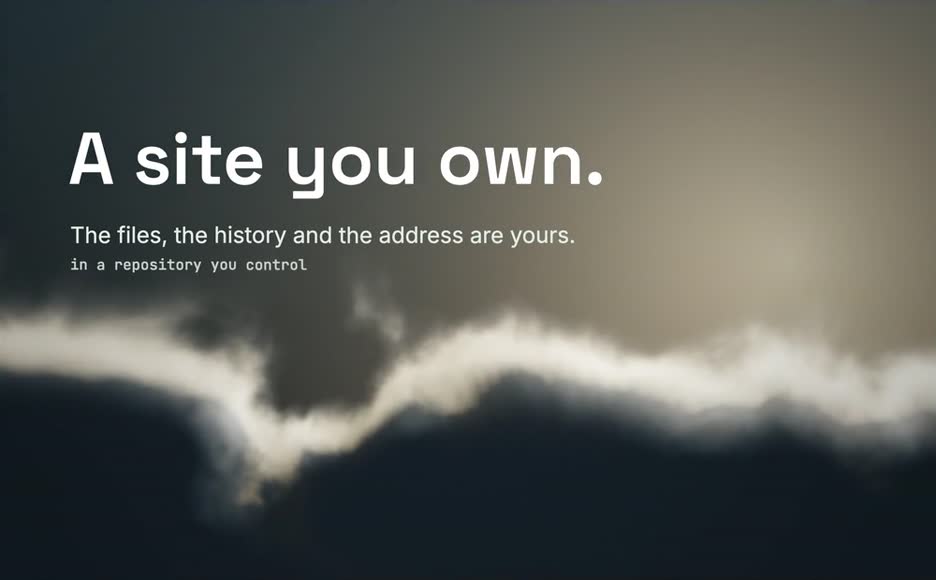 A site you own.
The files, the history and the address are yours.
in a repository you control